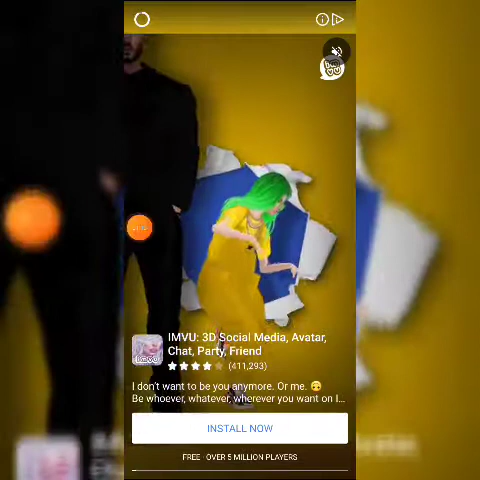 IMVU: 3D Social Media, Avatar,
Chat, Party, Friend
(411,293)
I don't want to be you anymore. Or me. 🙃
Be whoever, whatever, wherever you want on I...
INSTALL NOW
FREE · OVER 5 MILLION PLAYERS